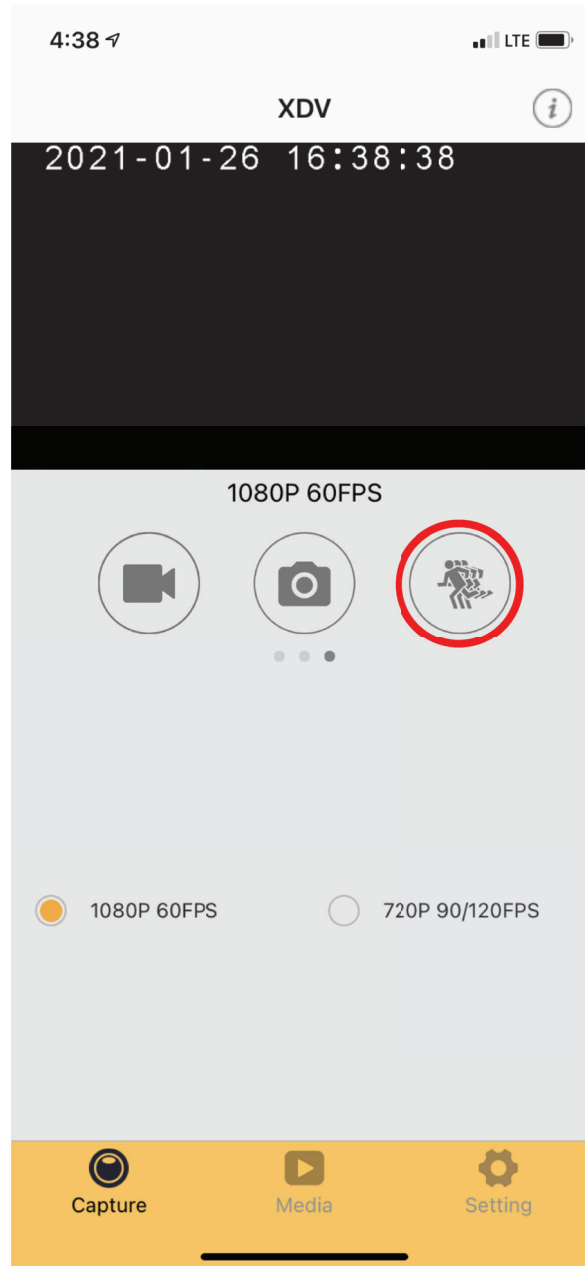 4:38 LTE
XDV
i
2021-01-26 16:38:38
1080P 60FPS
1080P 60FPS 720P 90/120FPS
Capture Media Setting